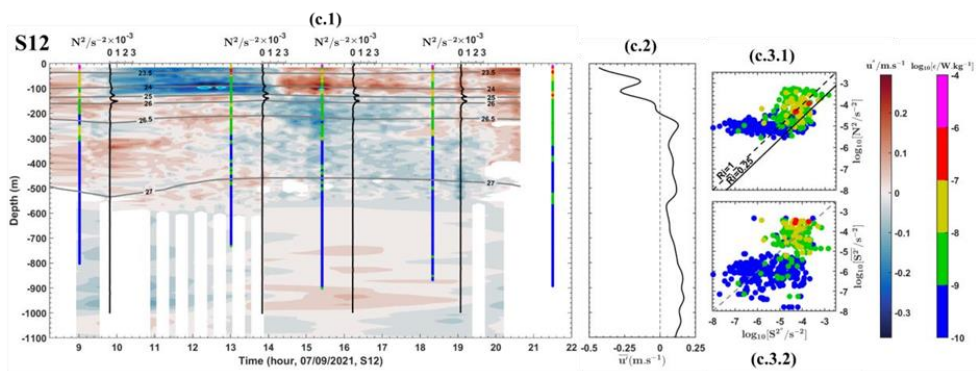 (c.1)
S12
N²/s⁻²×10⁻³ N²/s⁻²×10⁻³ N²/s⁻²×10⁻³ N²/s⁻²×10⁻³
0 1 2 3 0 1 2 3 0 1 2 3 0 1 2 3
(c.2)
(c.3.1)
u'/m.s⁻¹ log₁₀[ϵ/W.kg⁻¹]
0
-100
-200
-300
-400
-500
-600
-700
-800
-900
-1000
-1100
Depth (m)
23.5 23.5
24 24
25 25
26 26
26.5 26.5
27 27
9 10 11 12 13 14 15 16 17 18 19 20 21 22
Time (hour, 07/09/2021, S12)
-0.5 -0.25 0 0.25
u'(m.s⁻¹)
-3
-4
-5
-6
-7
-8
log₁₀[N²/s⁻²]
Ri=1
Ri=0.25
-3
-4
-5
-6
-7
-8
log₁₀[S²/s⁻²]
-8 -7 -6 -5 -4 -3
log₁₀[S²'/s⁻²]
(c.3.2)
0.3
0.2
0.1
0
-0.1
-0.2
-0.3
-4
-6
-7
-8
-9
-10